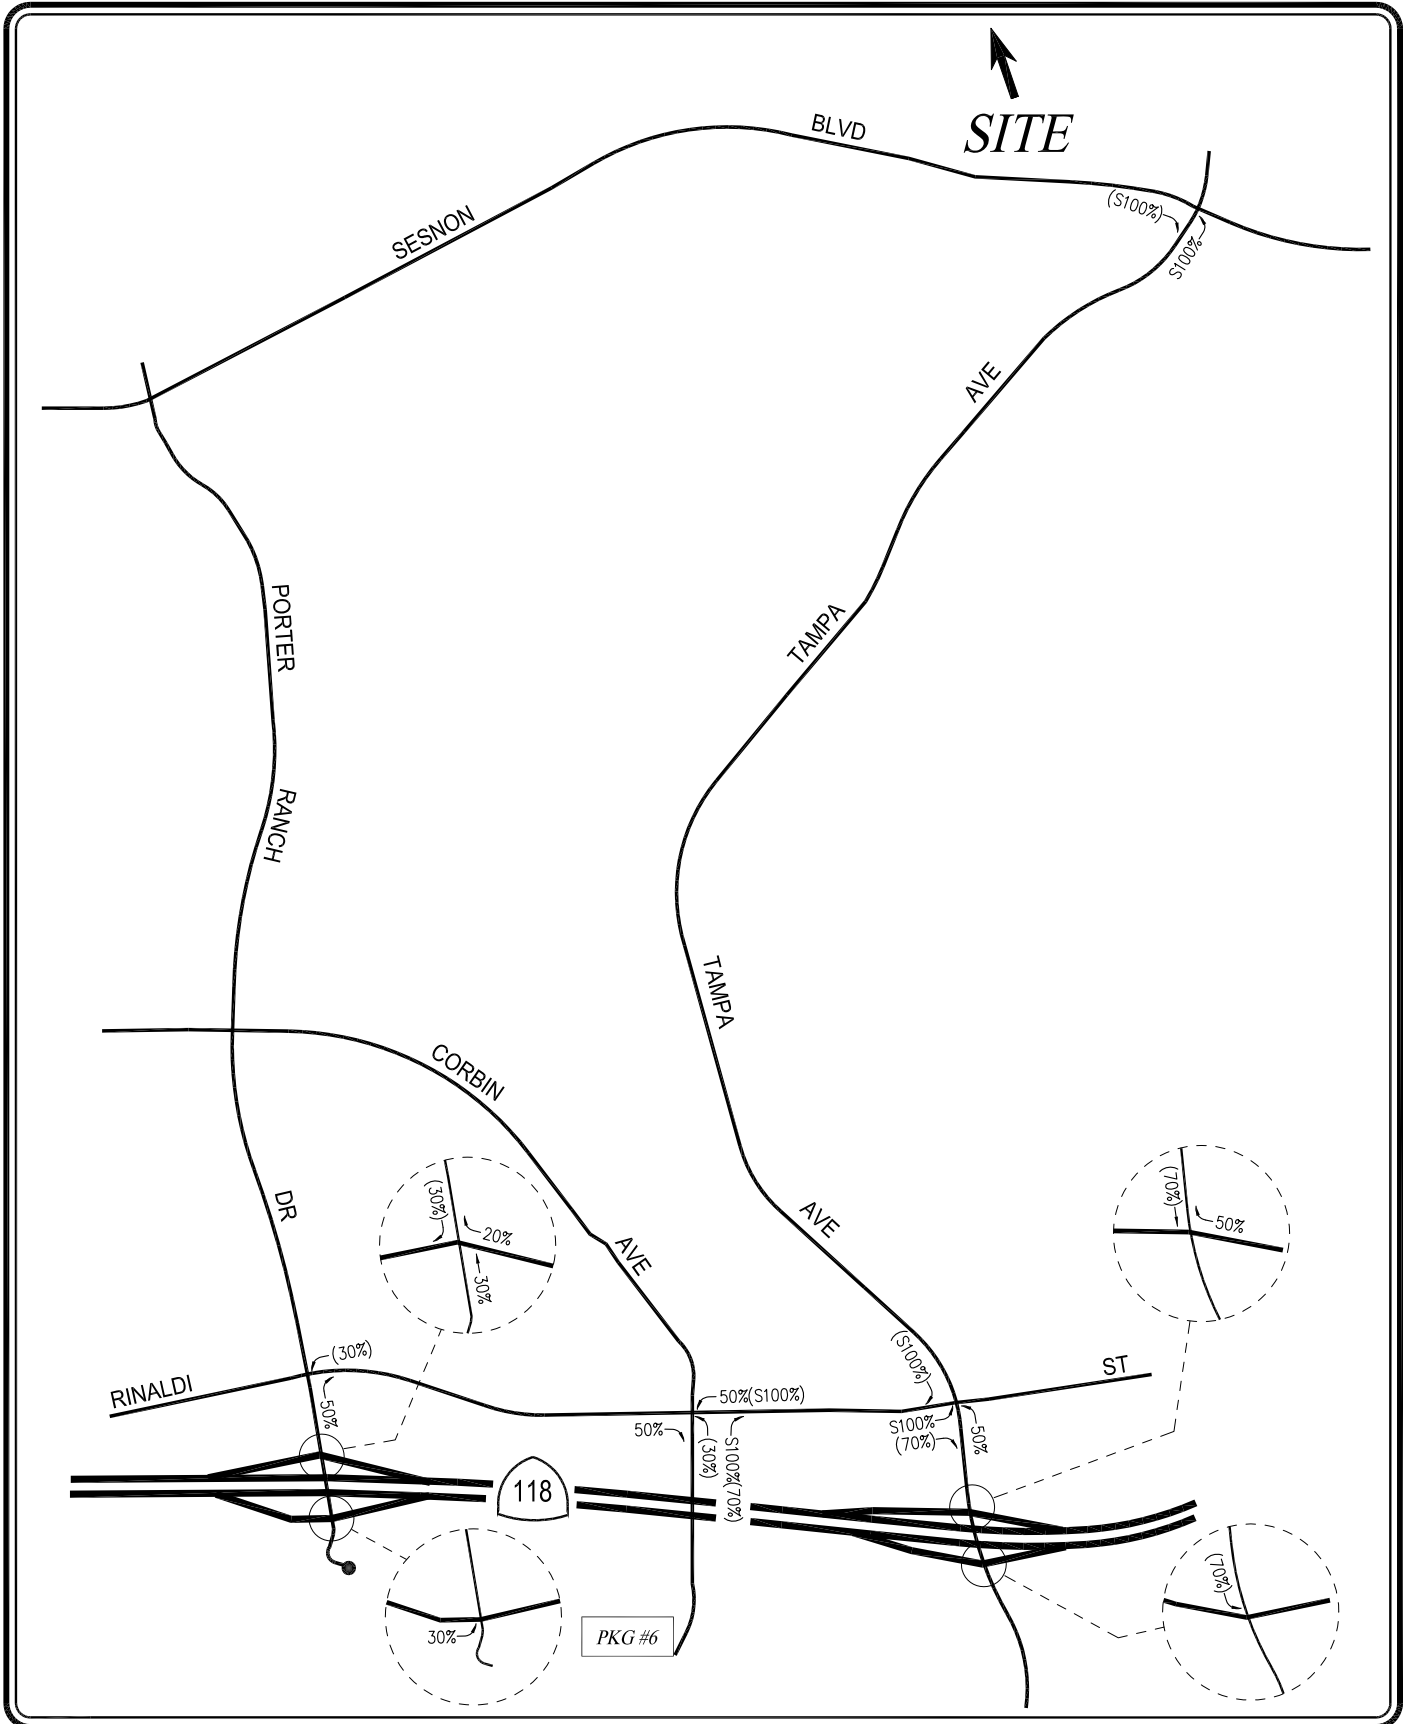 SITE
BLVD
SESNON
(S100%)
S100%
AVE
PORTER
TAMPA
RANCH
TAMPA
CORBIN
DR
AVE
AVE
(30%)
20%
30%
(70%)
50%
(30%)
RINALDI
50%
50%(S100%)
50%
(30%)
S100%(70%)
(S100%)
S100%
(70%)
50%
ST
118
30%
PKG #6
(70%)